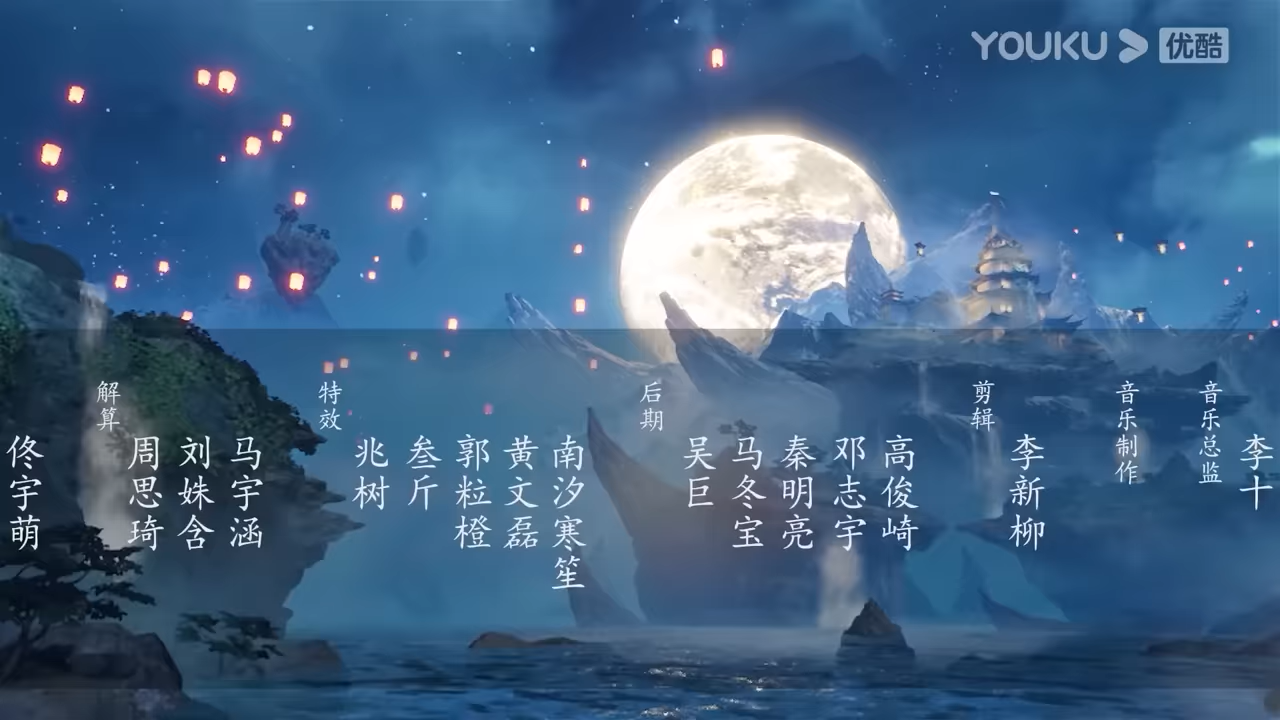 YOUKU 优酷
佟宇萌
解算
周思琦
刘姝含
马宇涵
特效
兆树
叁斤
郭粒橙
黄文磊
南汐寒笙
后期
吴巨
马冬宝
秦明亮
邓志宇
高俊崎
剪辑
李新柳
音乐制作
音乐总监
李十